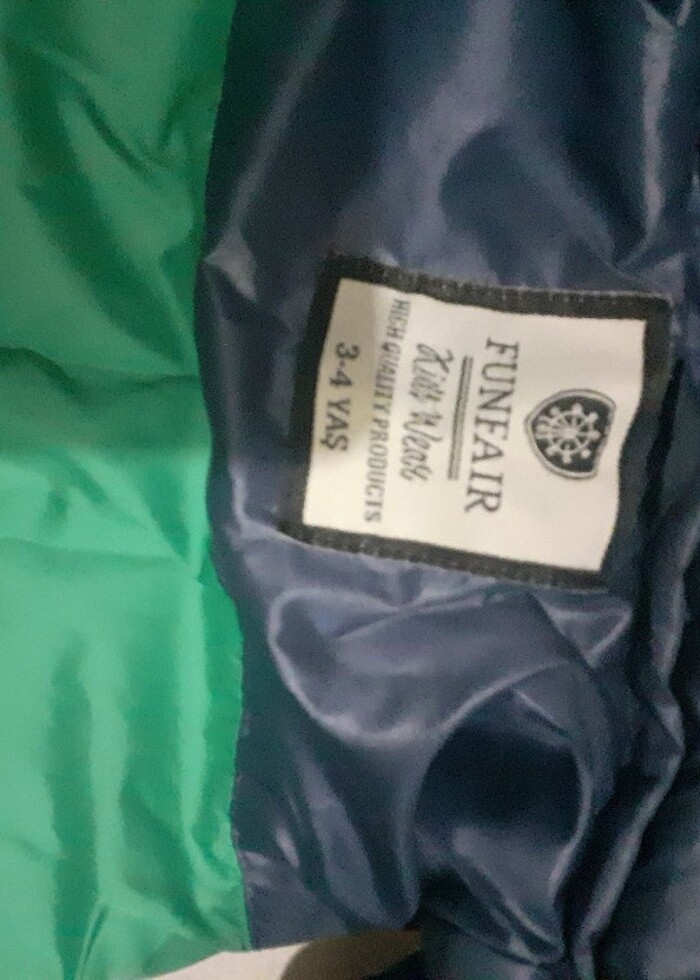 FUNFAIR
Kids Wear
HIGH QUALITY PRODUCTS
3-4 YAŞ